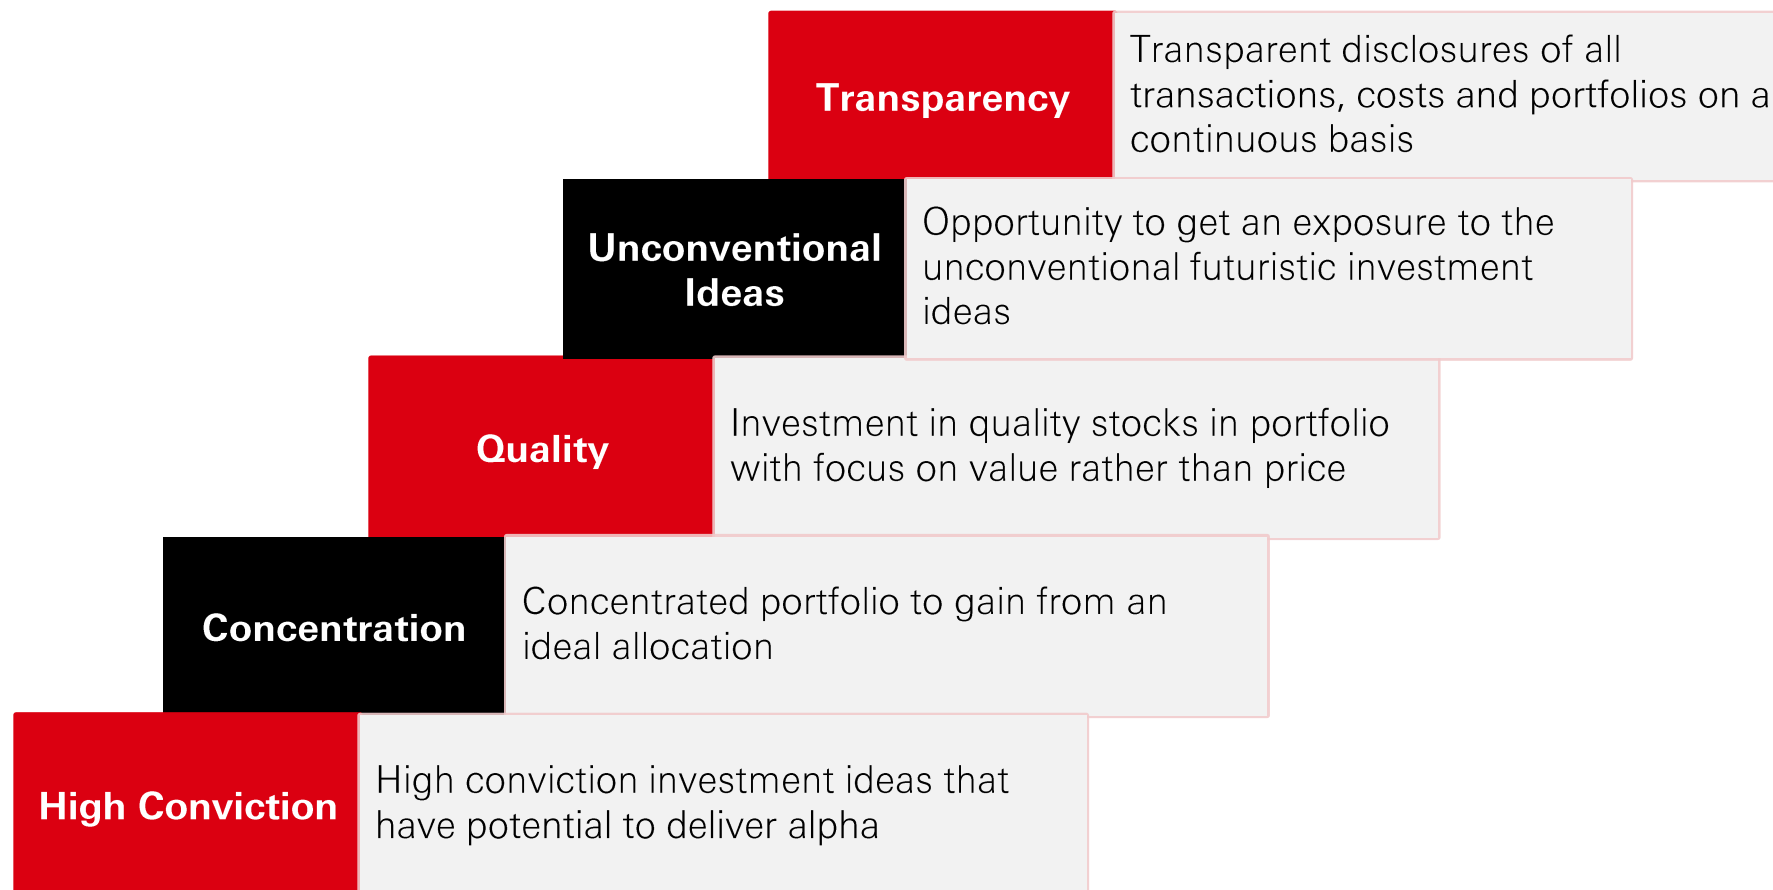 Transparency
Transparent disclosures of all
transactions, costs and portfolios on a
continuous basis
Unconventional
Ideas
Opportunity to get an exposure to the
unconventional futuristic investment
ideas
Quality
Investment in quality stocks in portfolio
with focus on value rather than price
Concentration
Concentrated portfolio to gain from an
ideal allocation
High Conviction
High conviction investment ideas that
have potential to deliver alpha